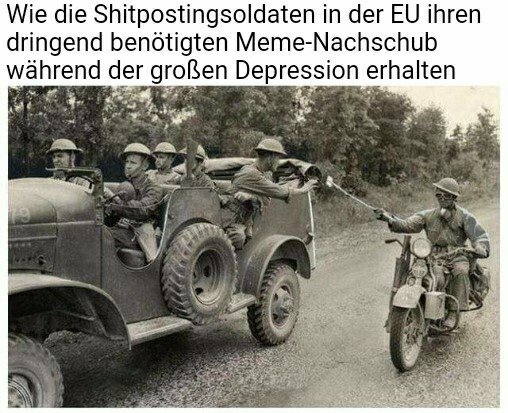 Wie die Shitpostingsoldaten in der EU ihren
dringend benötigten Meme-Nachschub
während der großen Depression erhalten